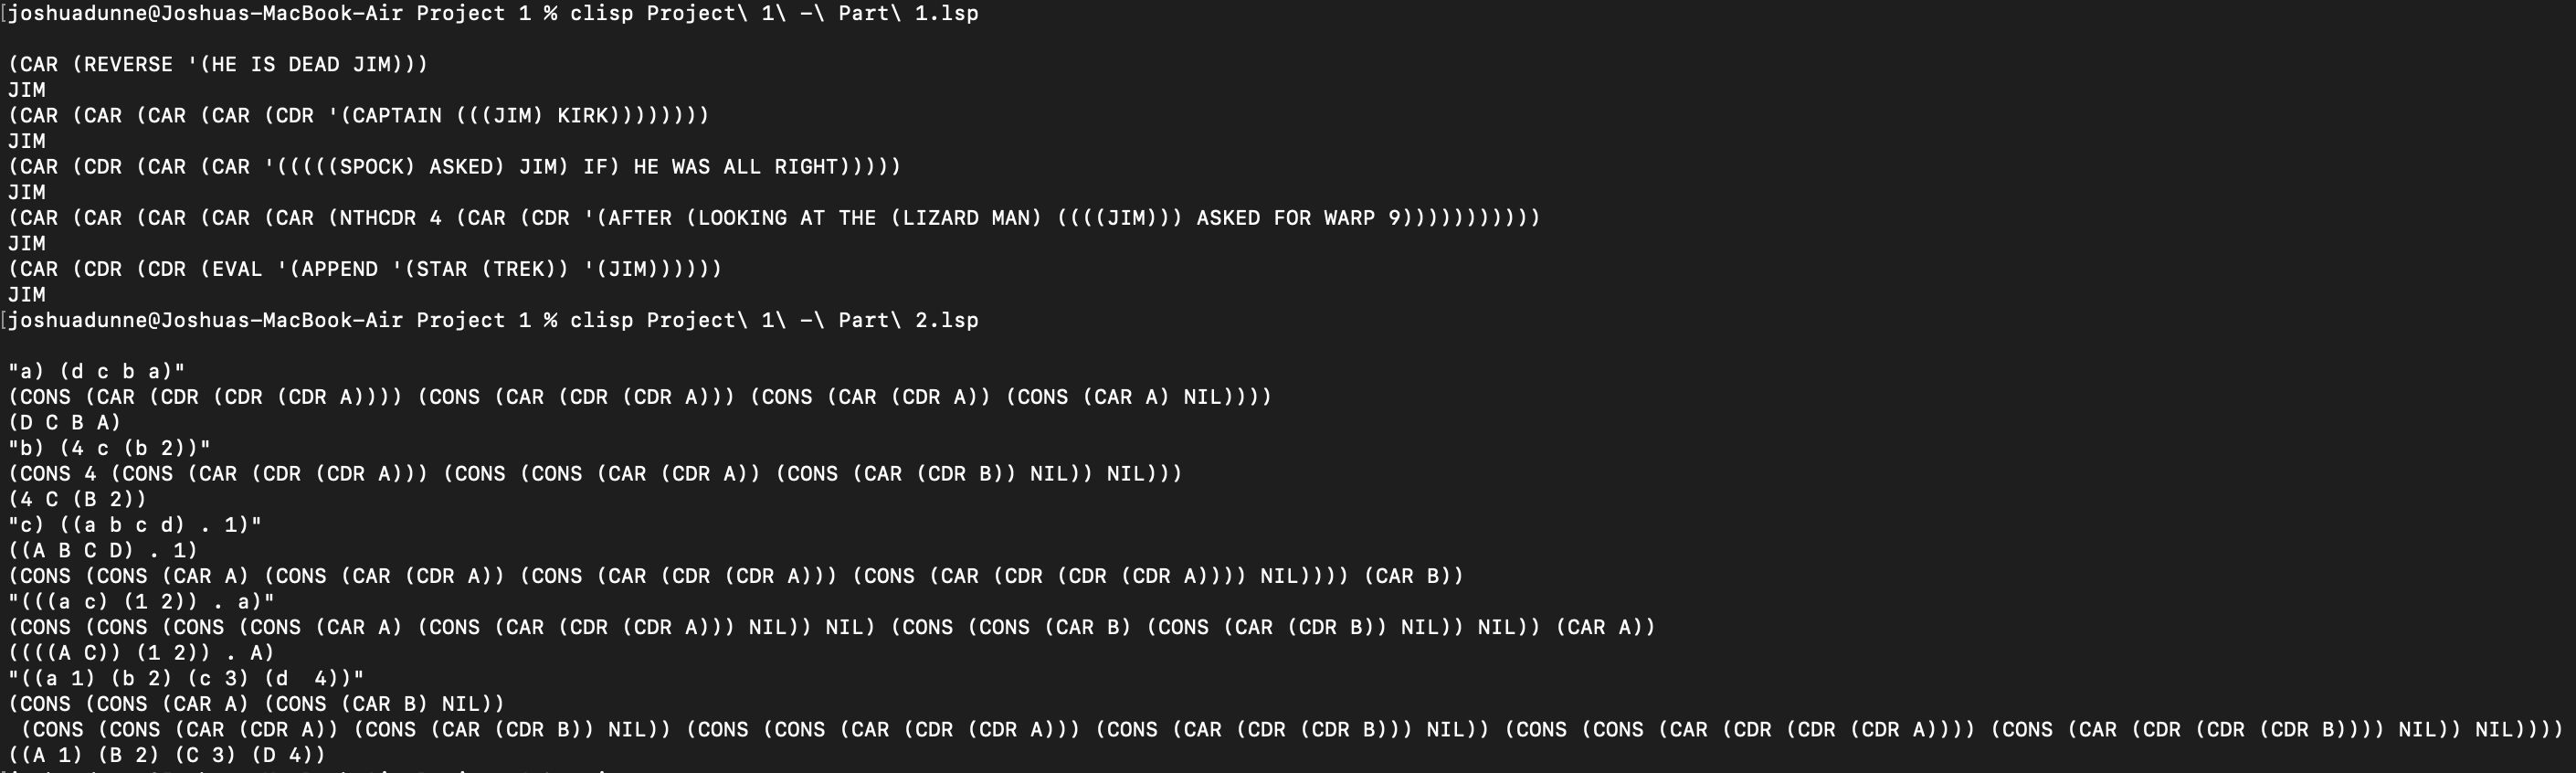 [joshuadunne@Joshuas-MacBook-Air Project 1 % clisp Project\ 1\ -\ Part\ 1.lsp
(CAR (REVERSE '(HE IS DEAD JIM)))
JIM
(CAR (CAR (CAR (CAR (CDR '(CAPTAIN (((JIM) KIRK))))))))
JIM
(CAR (CDR (CAR (CAR '(((((SPOCK) ASKED) JIM) IF) HE WAS ALL RIGHT)))))
JIM
(CAR (CAR (CAR (CAR (CAR (NTHCDR 4 (CAR (CDR '(AFTER (LOOKING AT THE (LIZARD MAN) ((((JIM))) ASKED FOR WARP 9)))))))))))
JIM
(CAR (CDR (CDR (EVAL '(APPEND '(STAR (TREK)) '(JIM))))))
JIM
[joshuadunne@Joshuas-MacBook-Air Project 1 % clisp Project\ 1\ -\ Part\ 2.lsp
"a) (d c b a)"
(CONS (CAR (CDR (CDR (CDR A)))) (CONS (CAR (CDR (CDR A))) (CONS (CAR (CDR A)) (CONS (CAR A) NIL))))
(D C B A)
"b) (4 c (b 2))"
(CONS 4 (CONS (CAR (CDR (CDR A))) (CONS (CONS (CAR (CDR A)) (CONS (CAR (CDR B)) NIL)) NIL)))
(4 C (B 2))
"c) ((a b c d) . 1)"
((A B C D) . 1)
(CONS (CONS (CAR A) (CONS (CAR (CDR A)) (CONS (CAR (CDR (CDR A))) (CONS (CAR (CDR (CDR (CDR A)))) NIL)))) (CAR B))
"(((a c) (1 2)) . a)"
(CONS (CONS (CONS (CONS (CAR A) (CONS (CAR (CDR (CDR A))) NIL)) NIL) (CONS (CONS (CAR B) (CONS (CAR (CDR B)) NIL)) NIL)) (CAR A))
((((A C)) (1 2)) . A)
"((a 1) (b 2) (c 3) (d  4))"
(CONS (CONS (CAR A) (CONS (CAR B) NIL))
(CONS (CONS (CAR (CDR A)) (CONS (CAR (CDR B)) NIL)) (CONS (CONS (CAR (CDR (CDR A))) (CONS (CAR (CDR (CDR B))) NIL)) (CONS (CONS (CAR (CDR (CDR (CDR A)))) (CONS (CAR (CDR (CDR (CDR B)))) NIL)) NIL))))
((A 1) (B 2) (C 3) (D 4))